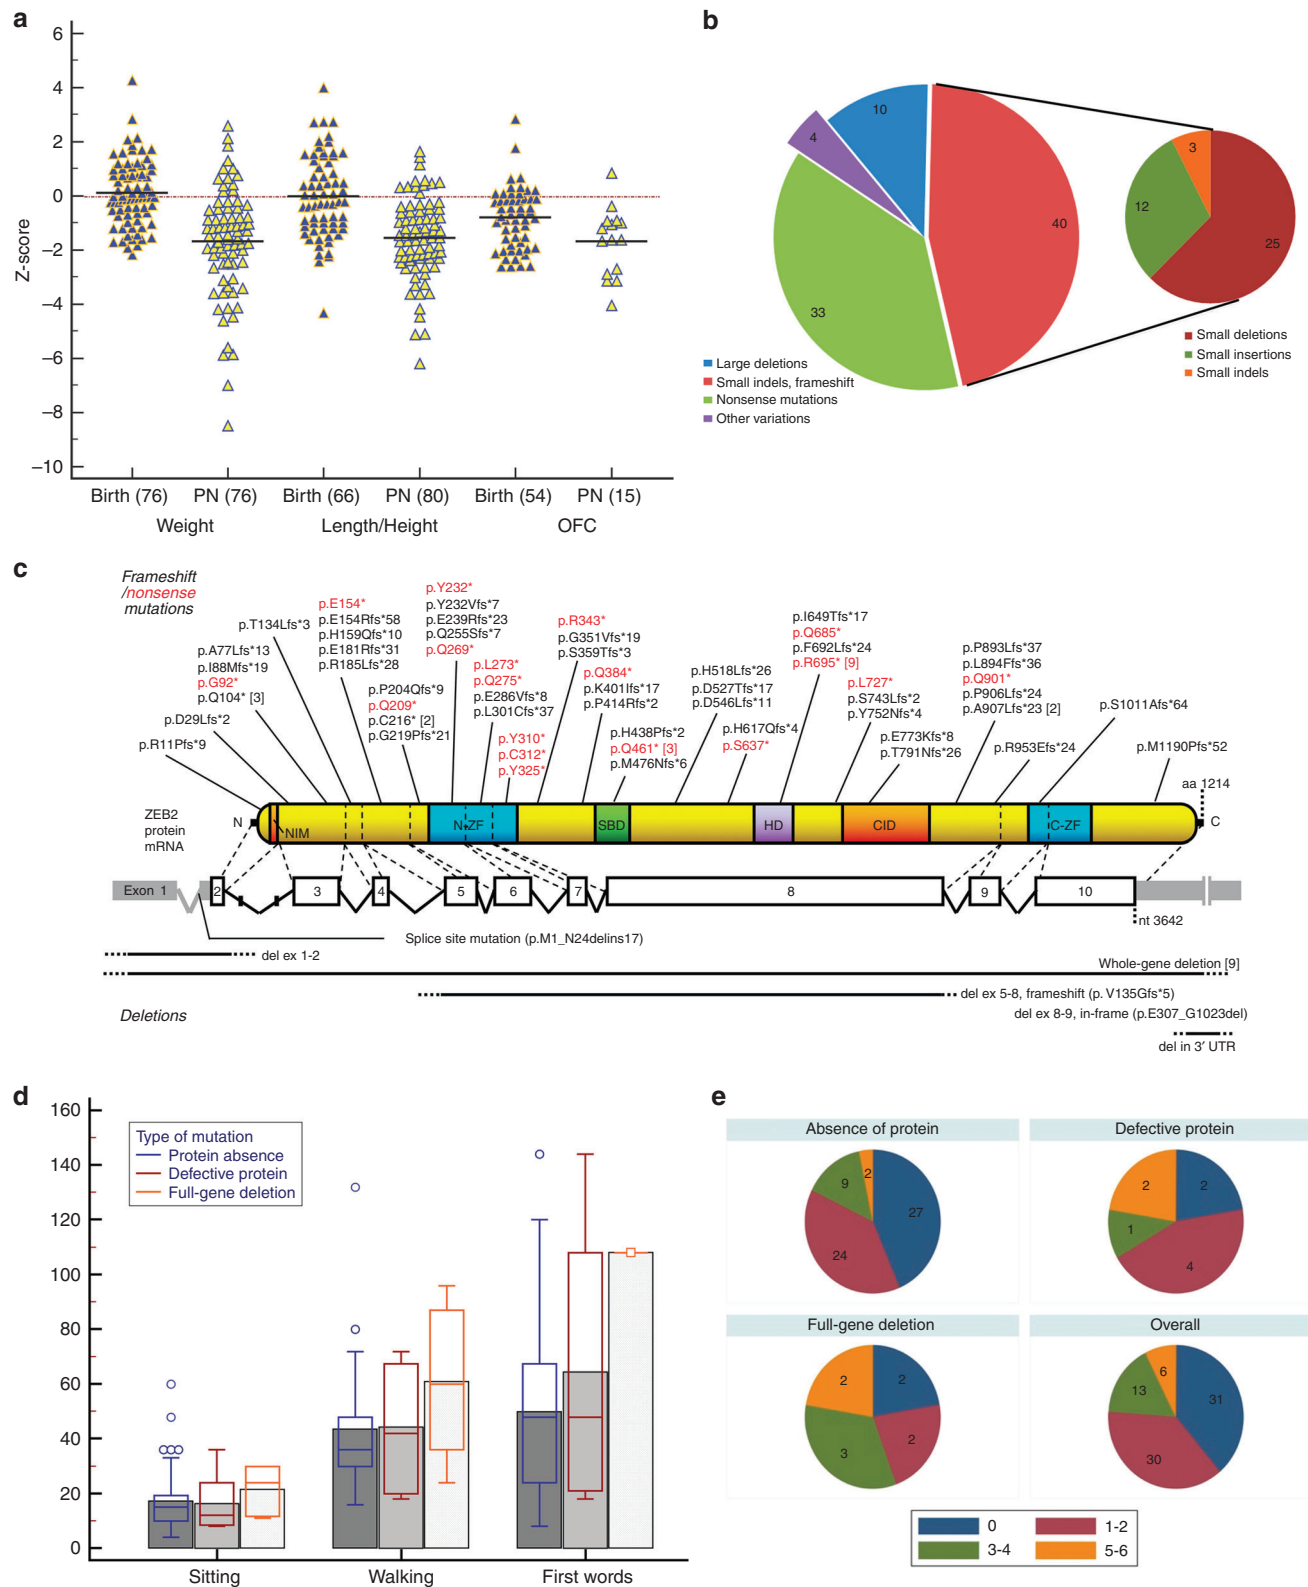 a
6
4
2
0
−2
−4
−6
−8
−10
Z-score
Birth (76)
PN (76)
Birth (66)
PN (80)
Birth (54)
PN (15)
Weight
Length/Height
OFC
b
10
4
40
33
3
12
25
Large deletions
Small indels, frameshift
Nonsense mutations
Other variations
Small deletions
Small insertions
Small indels
c
Frameshift
/nonsense
mutations
p.R11Pfs*9
p.D29Lfs*2
p.A77Lfs*13
p.I88Mfs*19
p.G92*
p.Q104* [3]
p.T134Lfs*3
p.E154*
p.E154Rfs*58
p.H159Qfs*10
p.E181Rfs*31
p.R185Lfs*28
p.P204Qfs*9
p.Q209*
p.C216* [2]
p.G219Pfs*21
p.Y232*
p.Y232Vfs*7
p.E239Rfs*23
p.Q255Sfs*7
p.Q269*
p.L273*
p.Q275*
p.E286Vfs*8
p.L301Cfs*37
p.Y310*
p.C312*
p.Y325*
p.R343*
p.G351Vfs*19
p.S359Tfs*3
p.Q384*
p.K401Ifs*17
p.P414Rfs*2
p.H438Pfs*2
p.Q461* [3]
p.M476Nfs*6
p.H518Lfs*26
p.D527Tfs*17
p.D546Lfs*11
p.H617Qfs*4
p.S637*
p.I649Tfs*17
p.Q685*
p.F692Lfs*24
p.R695* [9]
p.L727*
p.S743Lfs*2
p.Y752Nfs*4
p.E773Kfs*8
p.T791Nfs*26
p.P893Lfs*37
p.L894Ffs*36
p.Q901*
p.P906Lfs*24
p.A907Lfs*23 [2]
p.R953Efs*24
p.S1011Afs*64
p.M1190Pfs*52
aa 1214
ZEB2
protein
mRNA
N
NIM
N-ZF
SBD
HD
CID
C-ZF
C
Exon 1
2
3
4
5
6
7
8
9
10
nt 3642
Splice site mutation (p.M1_N24delins17)
del ex 1-2
Whole-gene deletion [9]
del ex 5-8, frameshift (p. V135Gfs*5)
Deletions
del ex 8-9, in-frame (p.E307_G1023del)
del in 3′ UTR
d
160
140
120
100
80
60
40
20
0
Type of mutation
Protein absence
Defective protein
Full-gene deletion
Sitting
Walking
First words
e
Absence of protein
2
9
27
24
Defective protein
2
2
1
4
Full-gene deletion
2
2
3
2
Overall
6
13
31
30
0
1-2
3-4
5-6